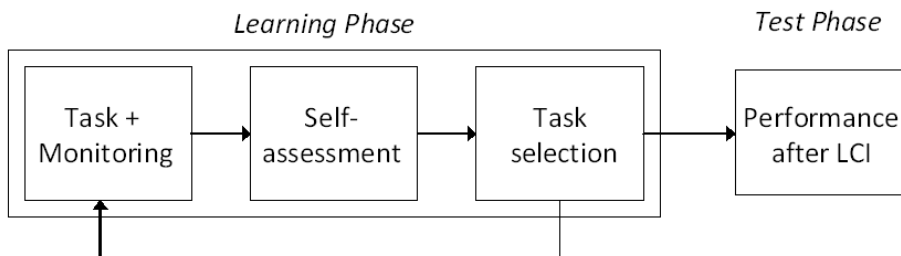 Learning Phase
Test Phase
Task +
Monitoring
Self-
assessment
Task
selection
Performance
after LCI